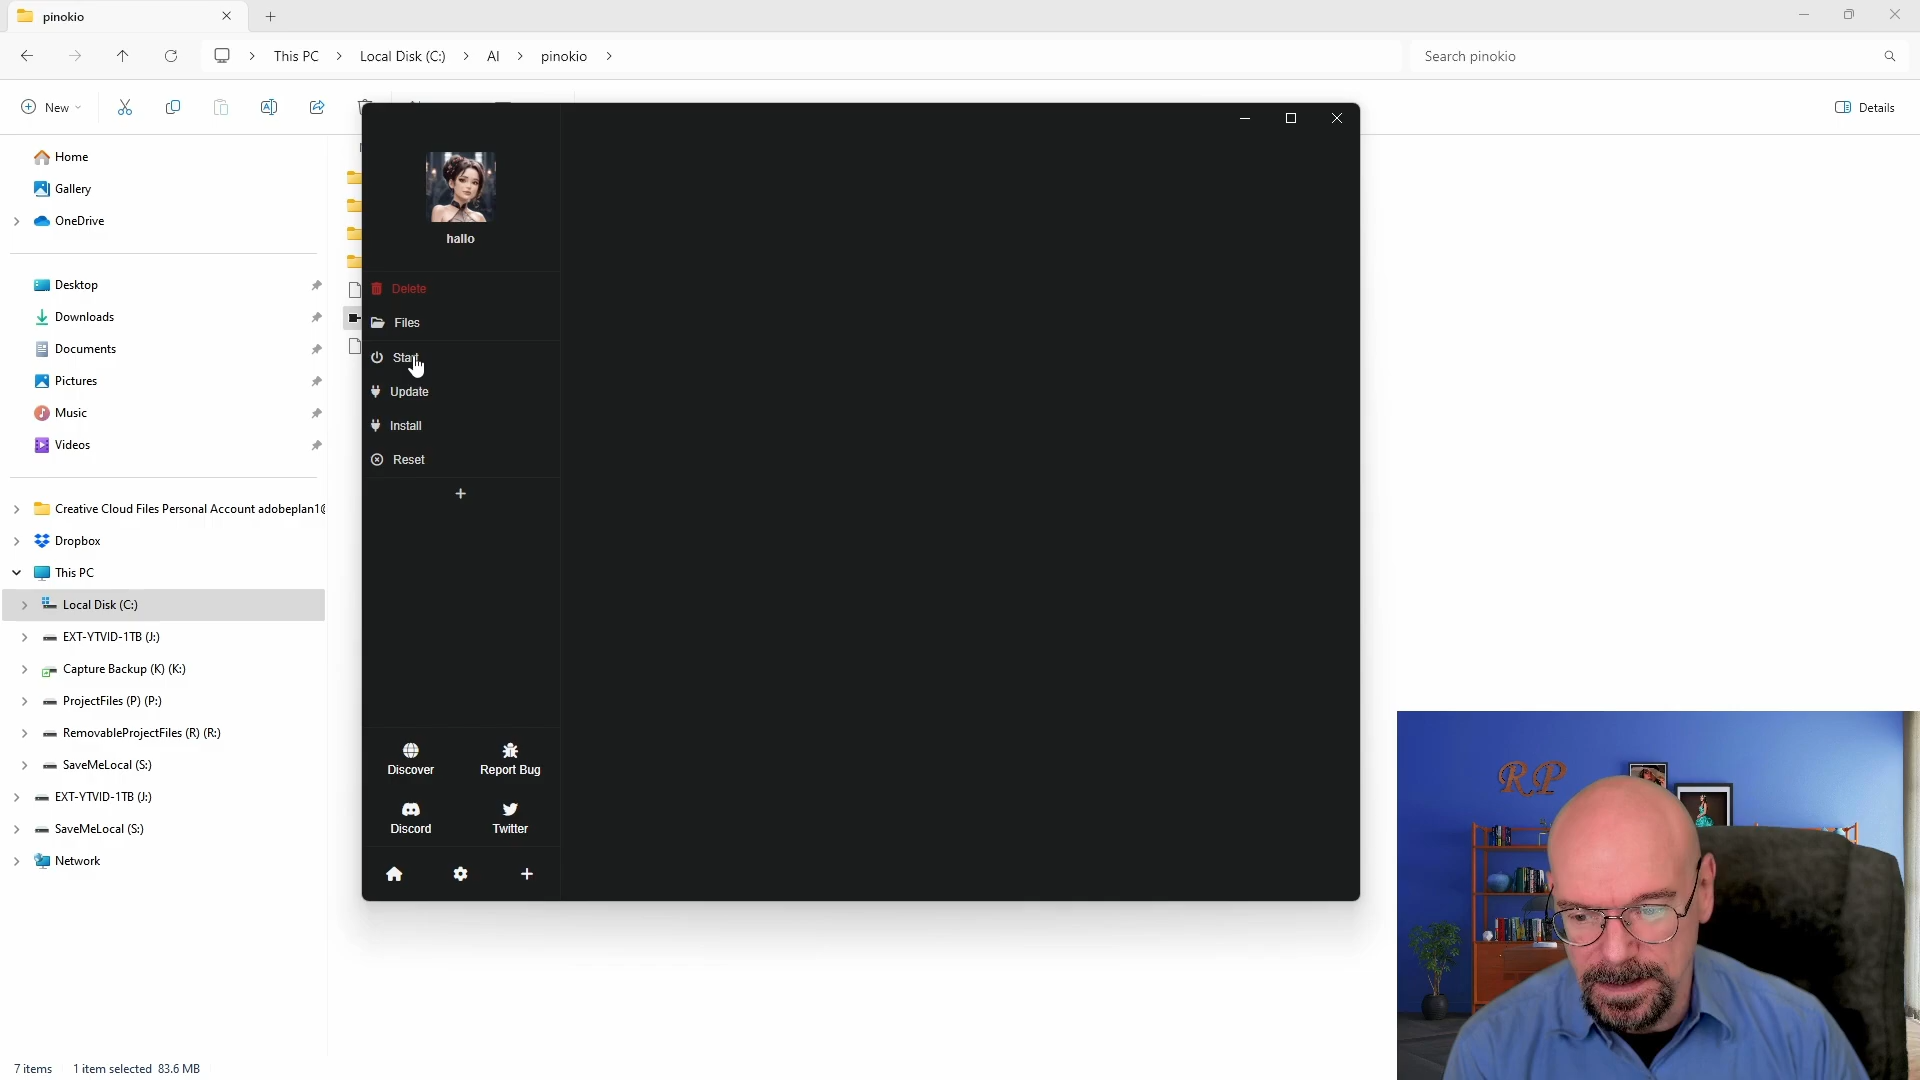 pinokio
This PC
Local Disk (C:)
AI
pinokio
Search pinokio
New
Details
Home
Gallery
OneDrive
Desktop
Downloads
Documents
Pictures
Music
Videos
Creative Cloud Files Personal Account adobeplan1@
Dropbox
This PC
Local Disk (C:)
EXT-YTVID-1TB (J:)
Capture Backup (K) (K:)
ProjectFiles (P) (P:)
RemovableProjectFiles (R) (R:)
SaveMeLocal (S:)
EXT-YTVID-1TB (J:)
SaveMeLocal (S:)
Network
7 items
1 item selected 83.6 MB
hallo
Delete
Files
Start
Update
Install
Reset
Discover
Report Bug
Discord
Twitter
RP